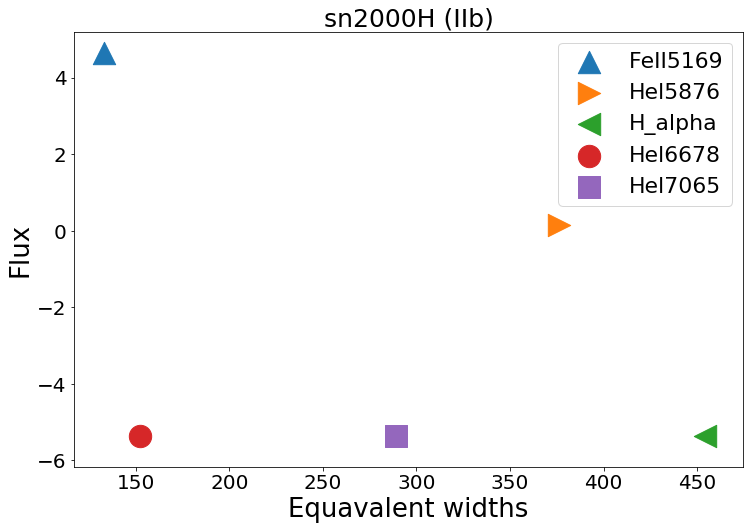 sn2000H (IIb)
FeII5169
HeI5876
H_alpha
HeI6678
HeI7065
Flux
4
2
0
−2
−4
−6
150 200 250 300 350 400 450
Equavalent widths